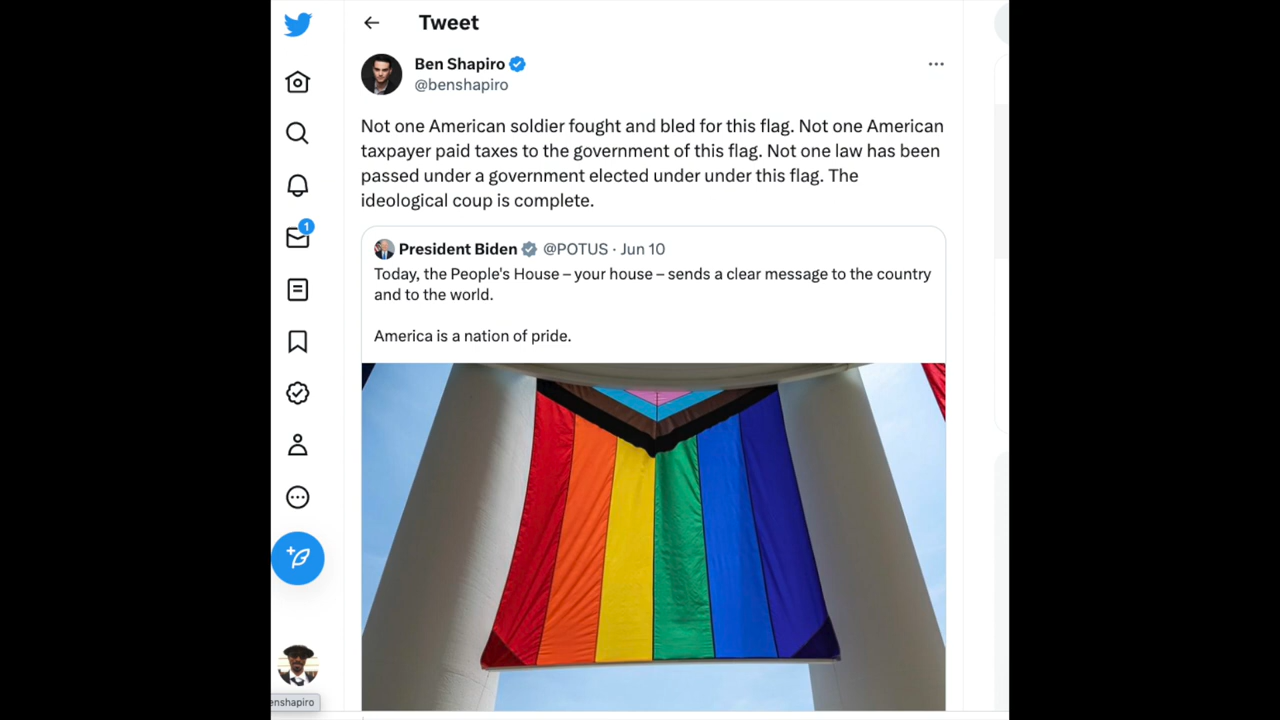 Tweet
Ben Shapiro
@benshapiro
Not one American soldier fought and bled for this flag. Not one American
taxpayer paid taxes to the government of this flag. Not one law has been
passed under a government elected under under this flag. The
ideological coup is complete.
President Biden @POTUS · Jun 10
Today, the People's House – your house – sends a clear message to the country
and to the world.
America is a nation of pride.
1
enshapiro